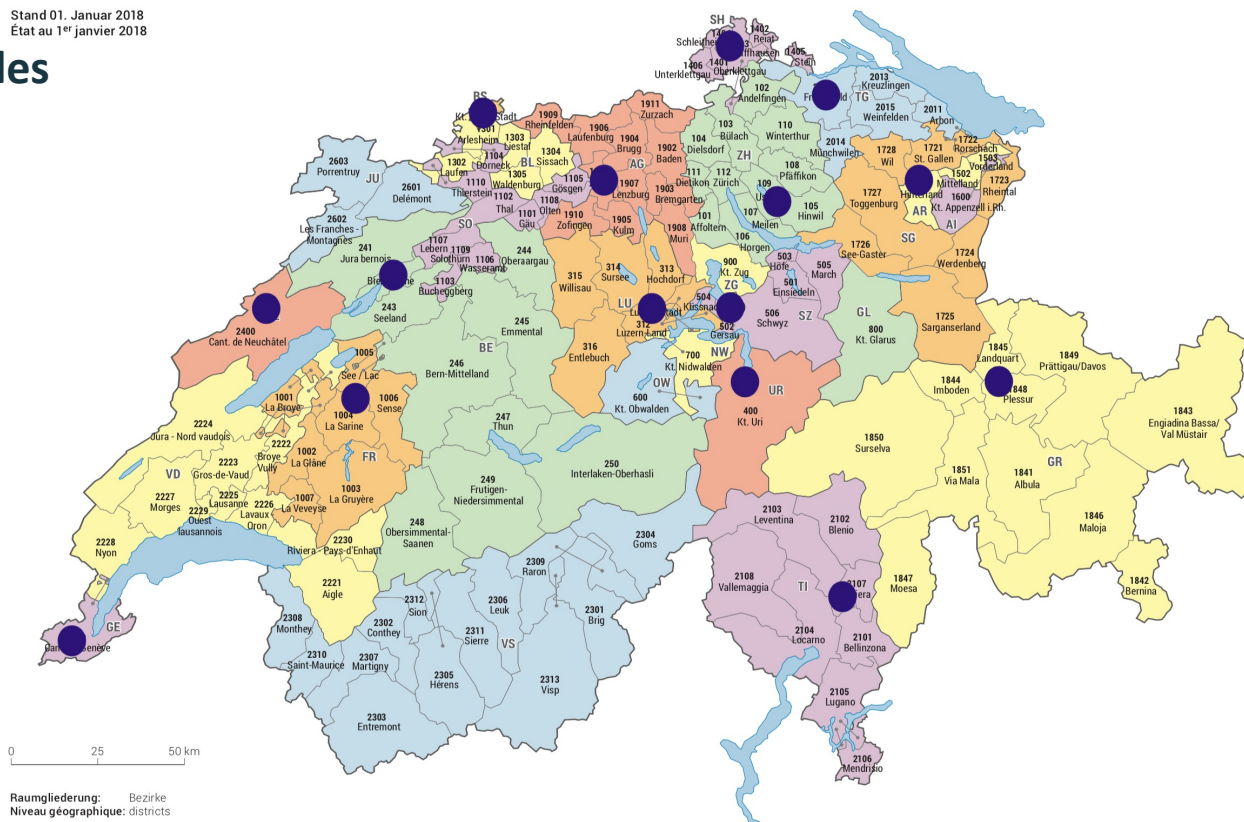 Stand 01. Januar 2018
État au 1er janvier 2018
les
SH
1402
Reiat
Schleithe
ffhausen
1405
Stein
1406
Unterklettgau
1401
Oberklettgau
102
Andelfingen
2013
Kreuzlingen
TG
2015
Weinfelden
2011
Arbon
BS
Kt.
Stadt
1301
Arlesheim
1303
Liestal
1909
Rheinfelden
1906
Laufenburg
1911
Zurzach
1904
Brugg
1902
Baden
103
Bülach
110
Winterthur
104
Dielsdorf
ZH
2014
Münchwilen
1728
Wil
1721
St. Gallen
1722
Rorschach
1503
Vorderland
1302
Laufen
1104
Dorneck
BL
1304
Sissach
1305
Waldenburg
AG
1105
Gösgen
1907
Lenzburg
1903
Bremgarten
111
Dietikon
112
Zürich
108
Pfäffikon
109
105
Hinwil
107
Meilen
1727
Toggenburg
Hinterland
1502
Mittelland
1723
Rheintal
1600
Kt. Appenzell i.Rh.
AR
AI
2603
Porrentruy
JU
2601
Delémont
2602
Les Franches -
Montagnes
1110
Thierstein
1102
Thal
1108
Olten
1101
Gäu
SO
1910
Zofingen
1905
Kulm
1908
Muri
101
Affoltern
106
Horgen
SG
1726
See-Gaster
1724
Werdenberg
241
Jura bernois
1107
Lebern
1109
Solothurn
1106
Wasseramt
1103
Bucheggberg
244
Oberaargau
315
Willisau
314
Sursee
313
Hochdorf
900
Kt. Zug
ZG
503
Höfe
505
March
501
Einsiedeln
2400
Cant. de Neuchâtel
243
Seeland
245
Emmental
LU
504
312
Luzern-Land
502
Gersau
506
Schwyz
SZ
GL
800
Kt. Glarus
1725
Sarganserland
BE
246
Bern-Mittelland
316
Entlebuch
700
Kt. Nidwalden
NW
OW
600
Kt. Obwalden
UR
400
Kt. Uri
1845
Landquart
1849
Prättigau/Davos
1844
Imboden
1848
Plessur
1843
Engiadina Bassa/
Val Müstair
1005
See / Lac
1001
La Broye
1004
La Sarine
1006
Sense
247
Thun
2224
Jura - Nord vaudois
2222
Broye -
Vully
1002
La Glâne
FR
1003
La Gruyère
VD
2223
Gros-de-Vaud
2227
Morges
2225
Lausanne
2229
Ouest
lausannois
2226
Lavaux -
Oron
1007
La Veveyse
249
Frutigen-
Niedersimmental
250
Interlaken-Oberhasli
1850
Surselva
1851
Via Mala
1841
Albula
GR
1846
Maloja
2228
Nyon
2230
Riviera - Pays-d'Enhaut
248
Obersimmental-
Saanen
2221
Aigle
2304
Goms
2103
Leventina
2102
Blenio
2309
Raron
2108
Vallemaggia
TI
2107
1847
Moesa
1842
Bernina
GE
2308
Monthey
2312
Sion
2302
Conthey
2306
Leuk
2311
Sierre
VS
2301
Brig
2310
Saint-Maurice
2307
Martigny
2305
Hérens
2313
Visp
2303
Entremont
2104
Locarno
2101
Bellinzona
2105
Lugano
2106
Mendrisio
0 25 50 km
Raumgliederung: Bezirke
Niveau géographique: districts